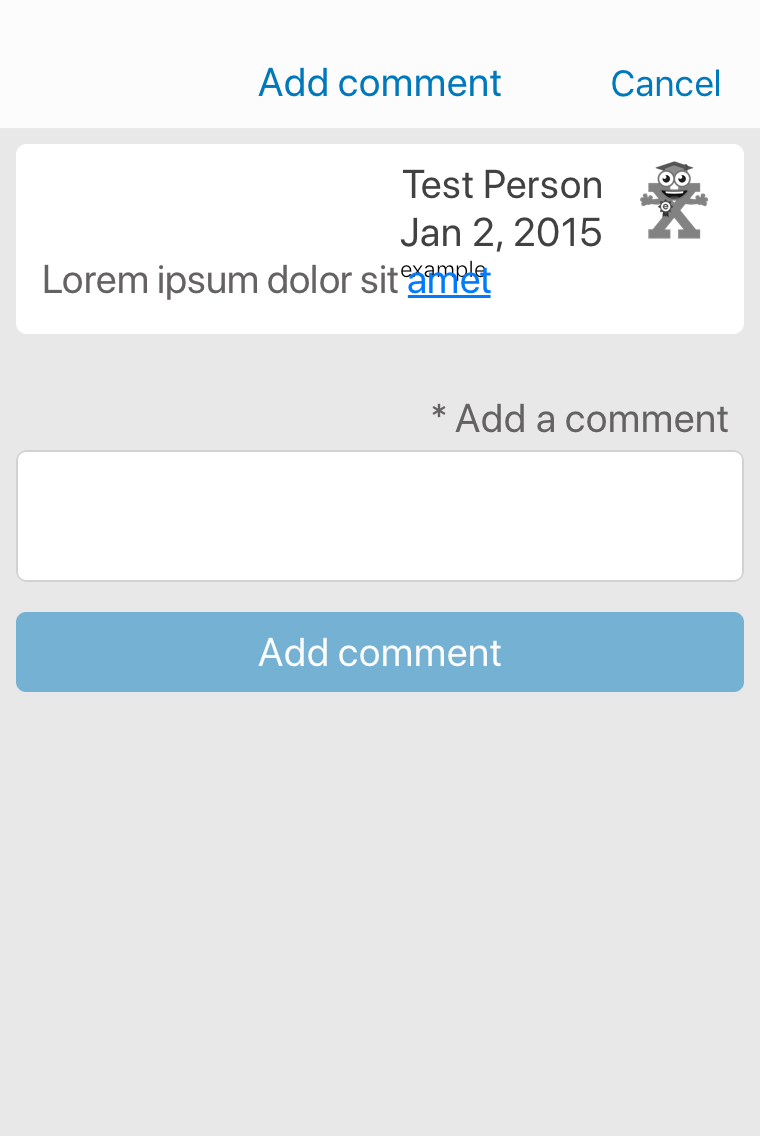 Add comment
Cancel
Test Person
Jan 2, 2015
example
Lorem ipsum dolor sit amet
* Add a comment
Add comment